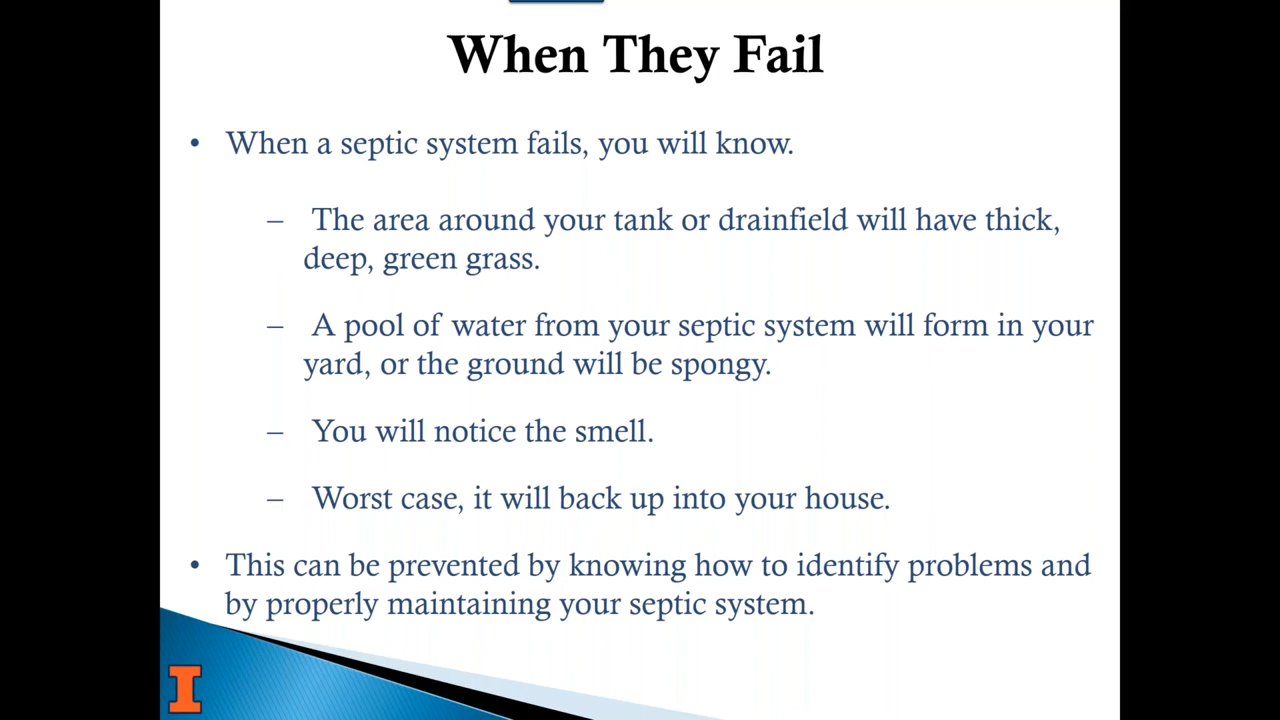 When They Fail
• When a septic system fails, you will know.
– The area around your tank or drainfield will have thick,
deep, green grass.
– A pool of water from your septic system will form in your
yard, or the ground will be spongy.
– You will notice the smell.
– Worst case, it will back up into your house.
• This can be prevented by knowing how to identify problems and
by properly maintaining your septic system.
I